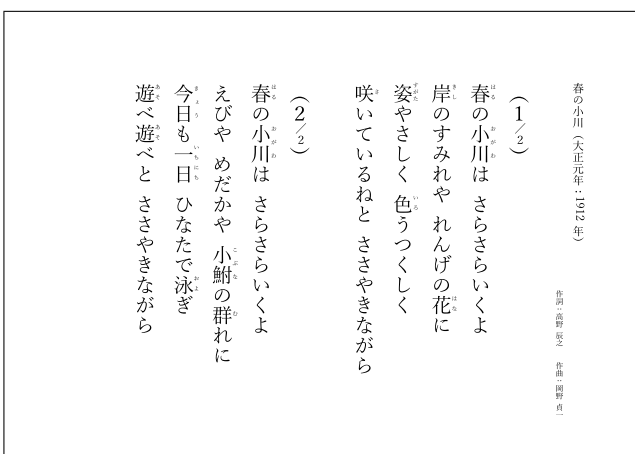 春の小川（大正元年：1912 年）
作詞：高野 辰之　作曲：岡野 貞一
（1／2）
春の小川は さらさらいくよ
岸のすみれや れんげの花に
姿やさしく 色うつくしく
咲いているねと ささやきながら
（2／2）
春の小川は さらさらいくよ
えびや めだかや 小鮒の群れに
今日も一日 ひなたで泳ぎ
遊べ遊べと ささやきながら